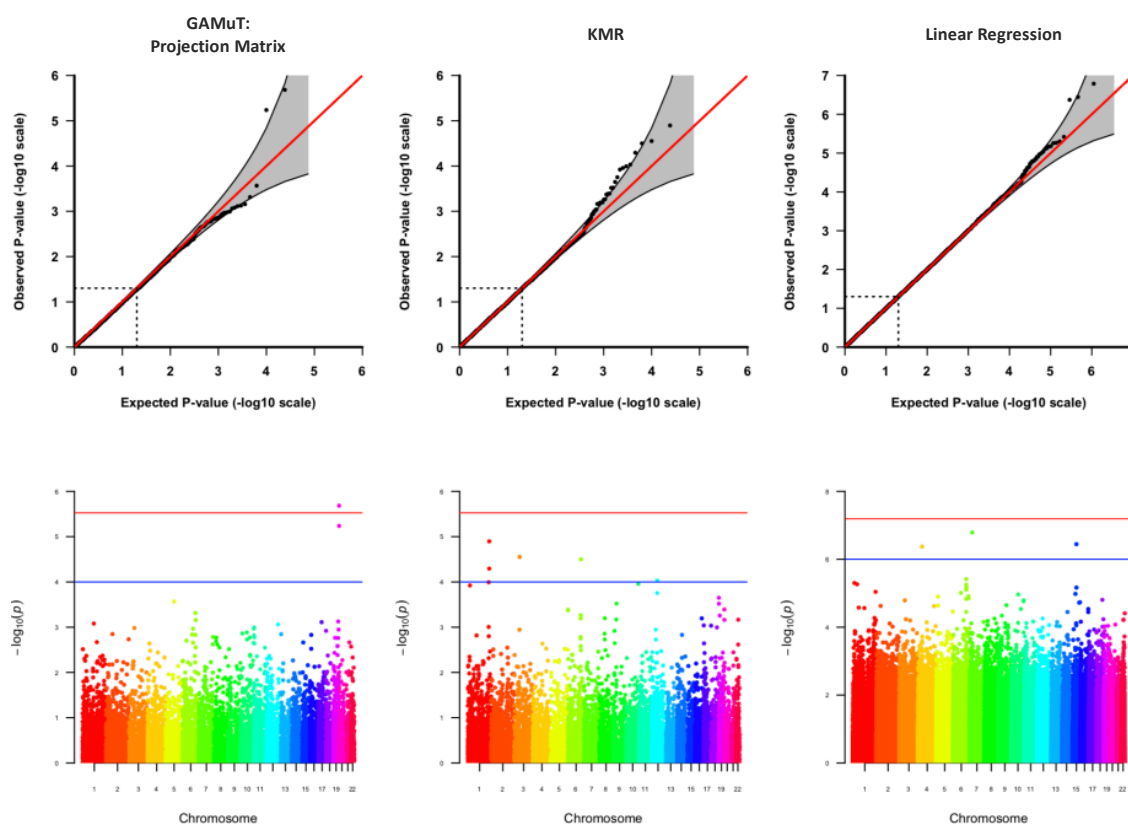 GAMuT:
Projection Matrix
KMR
Linear Regression
Observed P-value (-log10 scale)
6
5
4
3
2
1
0
0 1 2 3 4 5 6
Expected P-value (-log10 scale)
Observed P-value (-log10 scale)
6
5
4
3
2
1
0
0 1 2 3 4 5 6
Expected P-value (-log10 scale)
Observed P-value (-log10 scale)
7
6
5
4
3
2
1
0
0 1 2 3 4 5 6
Expected P-value (-log10 scale)
−log10(p)
6
5
4
3
2
1
0
1 2 3 4 5 6 7 8 9 10 11 13 15 17 19 22
Chromosome
−log10(p)
6
5
4
3
2
1
0
1 2 3 4 5 6 7 8 9 10 11 13 15 17 19 22
Chromosome
−log10(p)
8
6
4
2
0
1 2 3 4 5 6 7 8 9 10 11 13 15 17 19 22
Chromosome